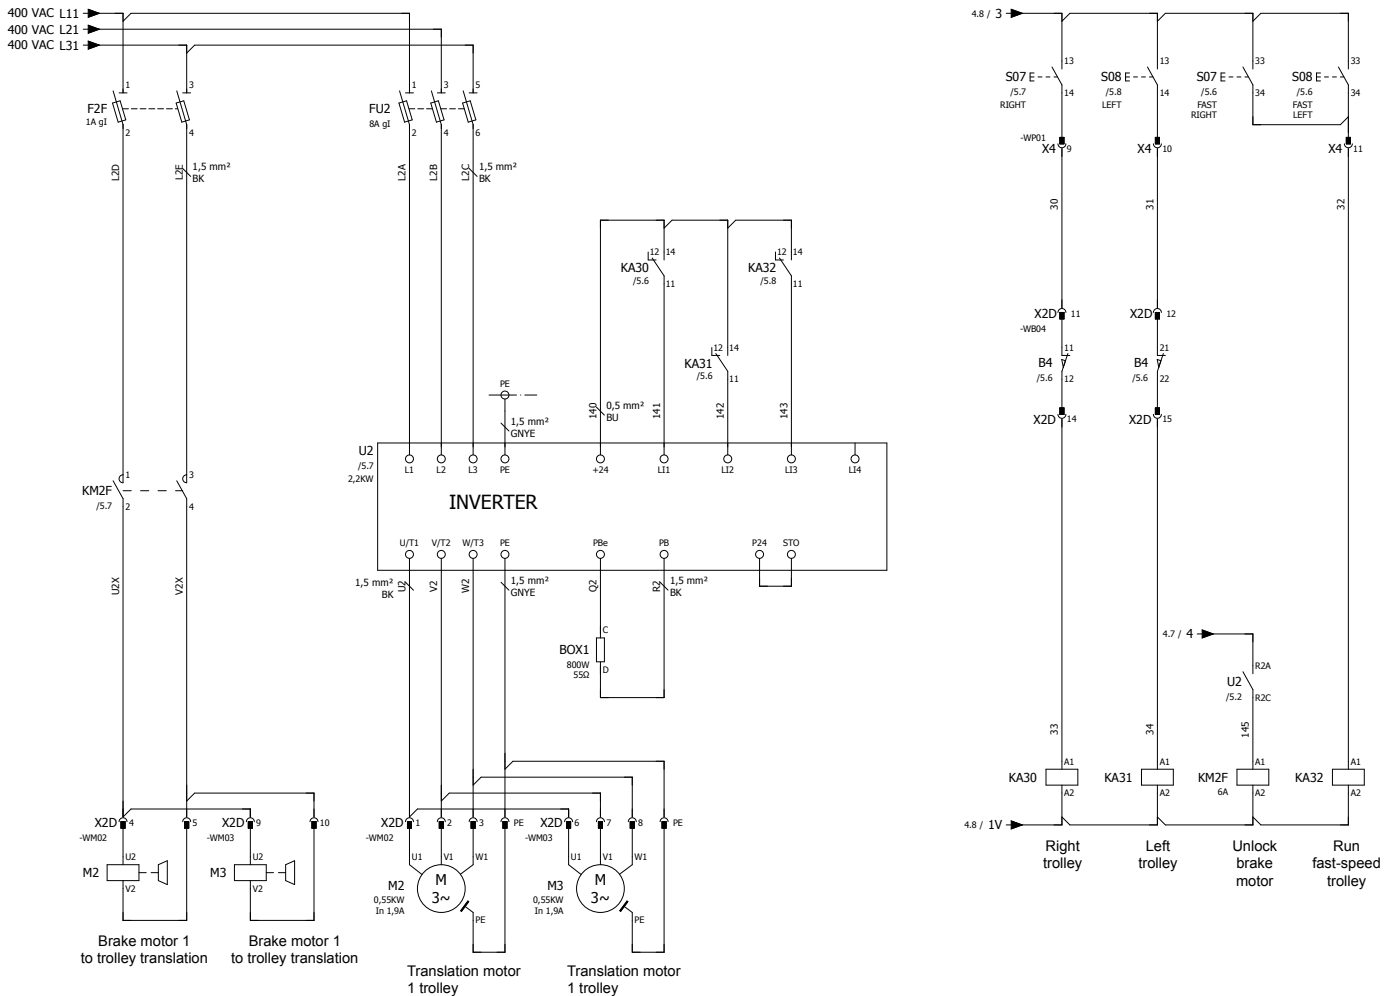 400 VAC L11
400 VAC L21
400 VAC L31
1
3
F2F
1A gI
2
4
L2D
L2E
1,5 mm²
BK
1
3
5
FU2
8A gI
2
4
6
L2A
L2B
L2C
1,5 mm²
BK
12
14
KA30
/5.6
11
12
14
KA32
/5.8
11
12
14
KA31
/5.6
11
PE
1,5 mm²
GNYE
140
0,5 mm²
BU
141
142
143
U2
/5.7
2,2KW
L1
L2
L3
PE
+24
LI1
LI2
LI3
LI4
INVERTER
U/T1
V/T2
W/T3
PE
PBe
PB
P24
STO
1
3
KM2F
/5.7
2
4
U2X
V2X
1,5 mm²
BK
U2
V2
W2
1,5 mm²
GNYE
Q2
R2
1,5 mm²
BK
C
BOX1
800W
55Ω
D
X2D
4
-WM02
5
X2D
9
-WM03
10
U2
M2
V2
U2
M3
V2
Brake motor 1
to trolley translation
Brake motor 1
to trolley translation
X2D
1
-WM02
2
3
PE
X2D
6
-WM03
7
8
PE
U1
V1
W1
M2
0,55KW
In 1,9A
M
3~
PE
U1
V1
W1
M3
0,55KW
In 1,9A
M
3~
PE
Translation motor
1 trolley
Translation motor
1 trolley
4.8 / 3
13
S07
/5.7
RIGHT
14
13
S08
/5.8
LEFT
14
33
S07
/5.6
FAST
RIGHT
34
33
S08
/5.6
FAST
LEFT
34
-WP01
X4
9
X4
10
X4
11
30
31
32
X2D
11
-WB04
X2D
12
11
B4
/5.6
12
21
B4
/5.6
22
X2D
14
X2D
15
4.7 / 4
R2A
U2
/5.2
R2C
33
34
145
A1
KA30
A2
A1
KA31
A2
A1
KM2F
6A
A2
A1
KA32
A2
4.8 / 1V
Right
trolley
Left
trolley
Unlock
brake
motor
Run
fast-speed
trolley